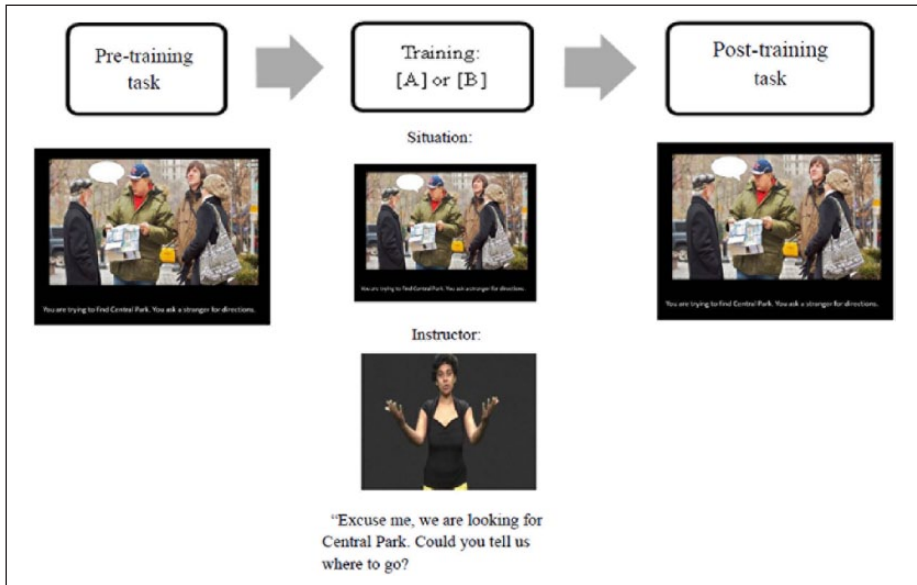 Pre-training
task
Training:
[A] or [B]
Post-training
task
Situation:
You are trying to find Central Park. You ask a stranger for directions.
You are trying to find Central Park. You ask a stranger for directions.
You are trying to find Central Park. You ask a stranger for directions.
Instructor:
“Excuse me, we are looking for
Central Park. Could you tell us
where to go?